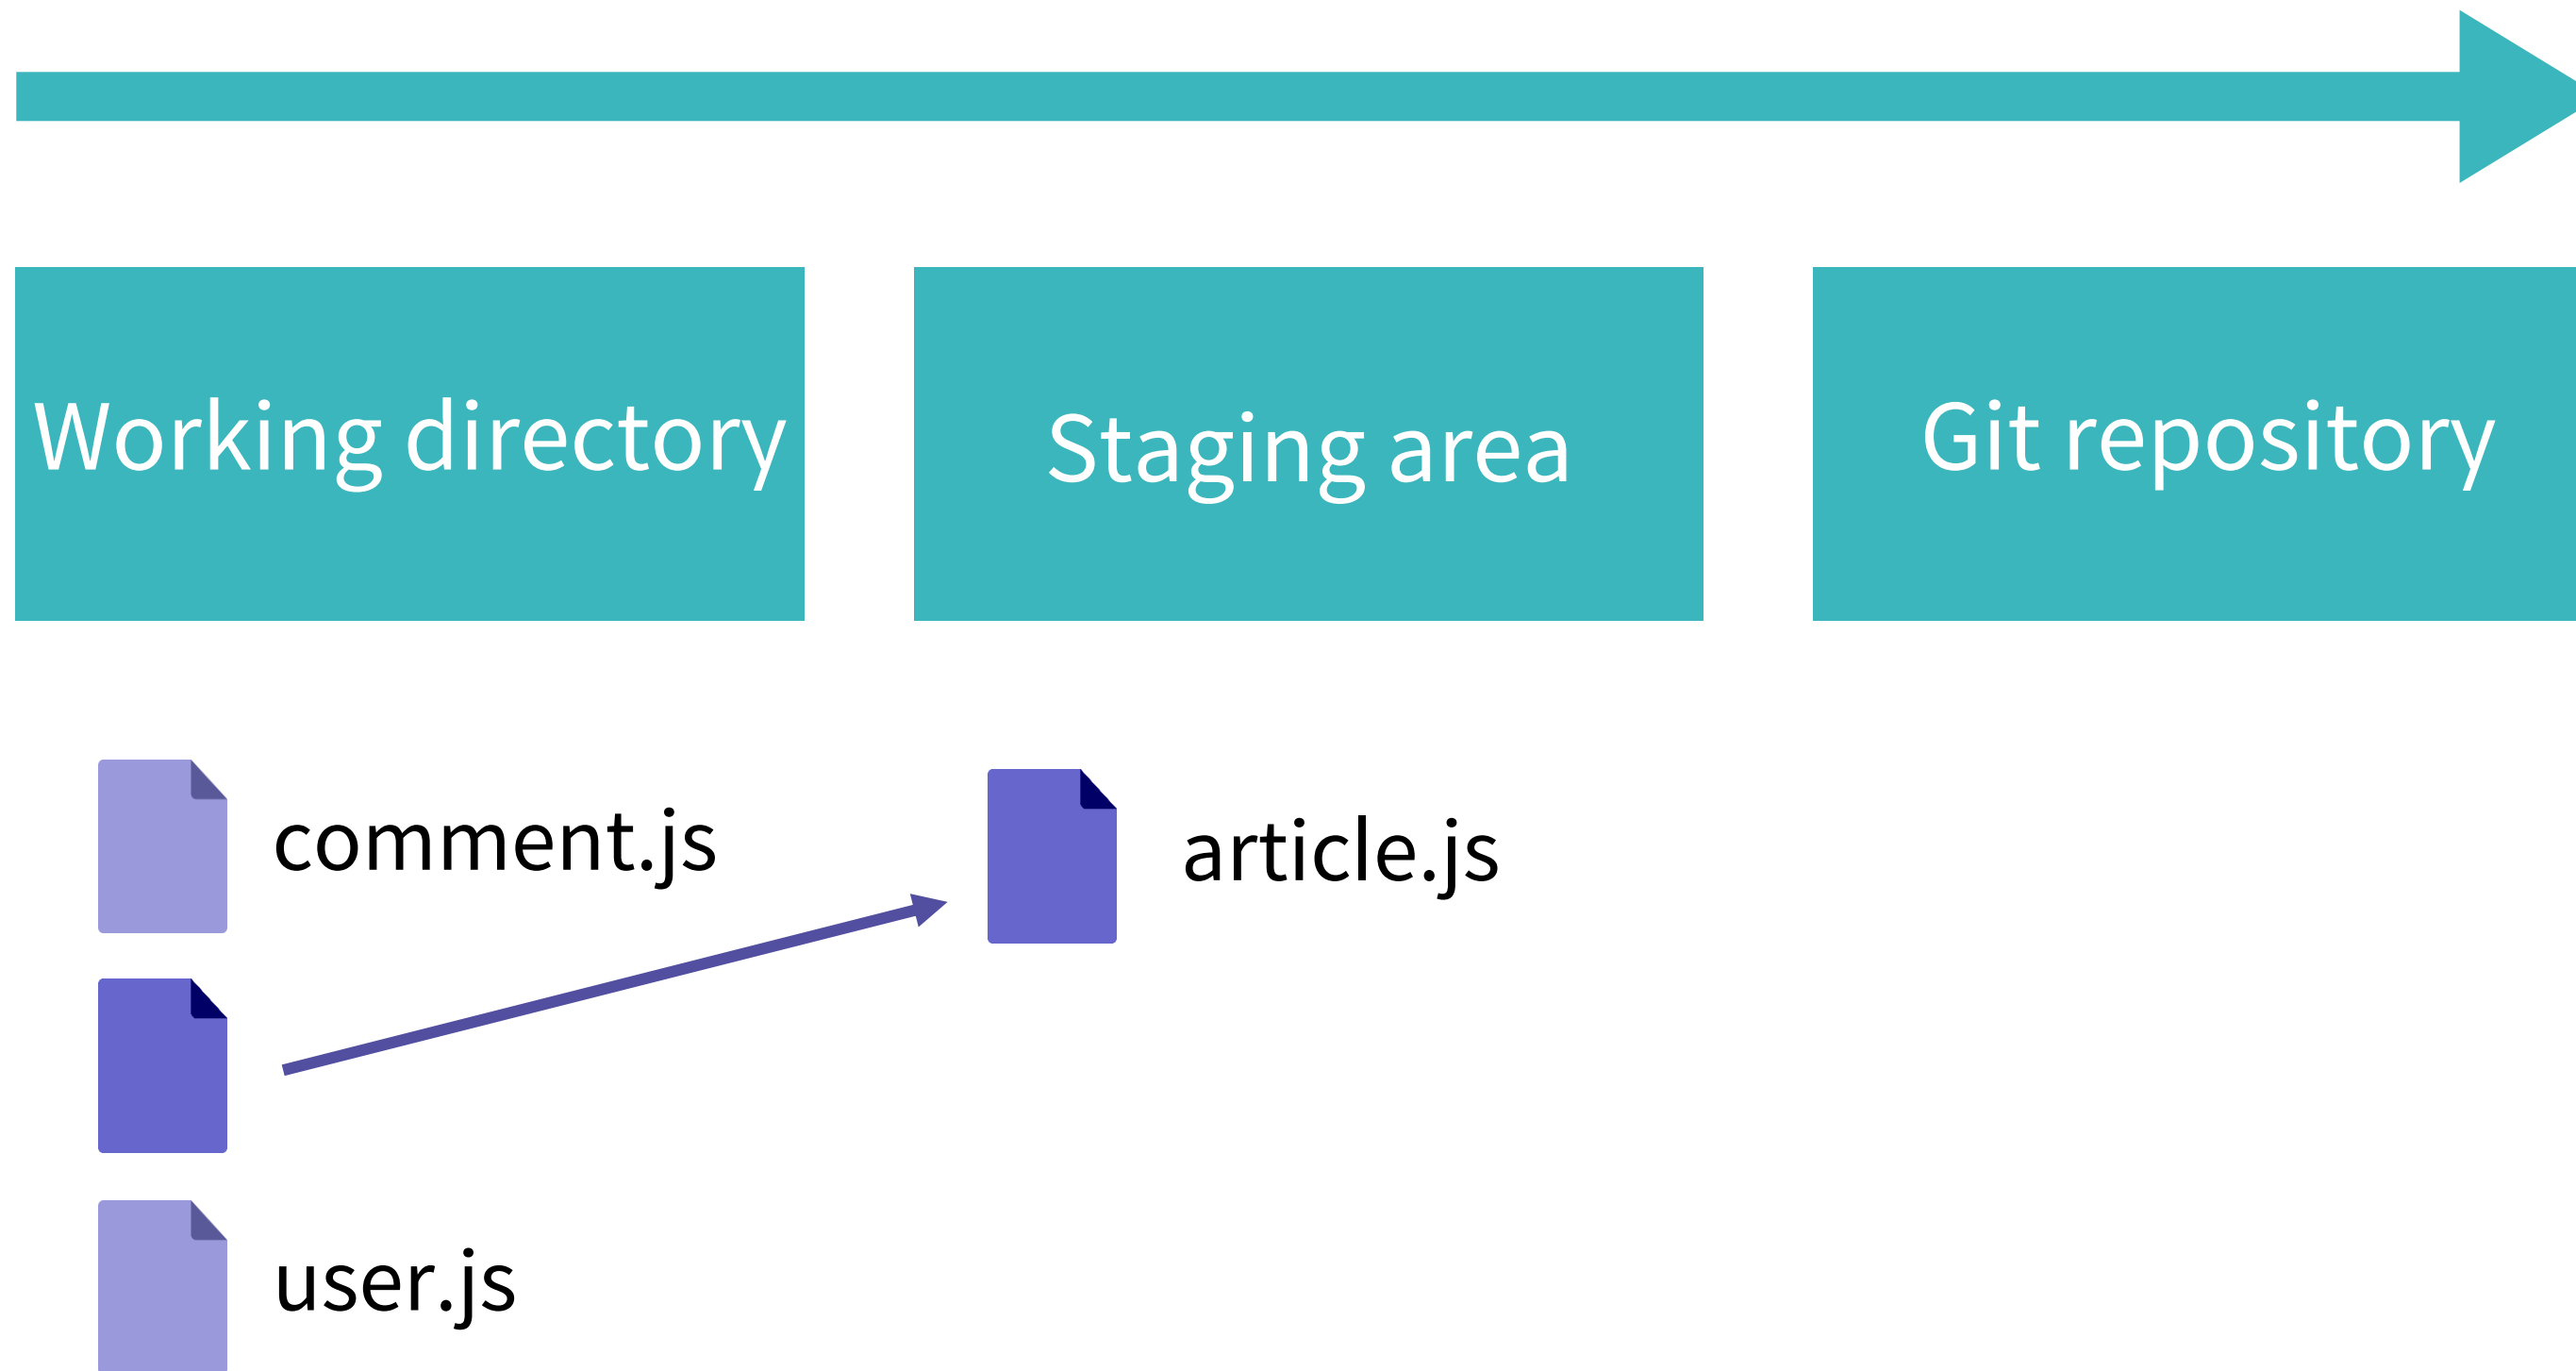 Working directory
Staging area
Git repository
comment.js
article.js
user.js